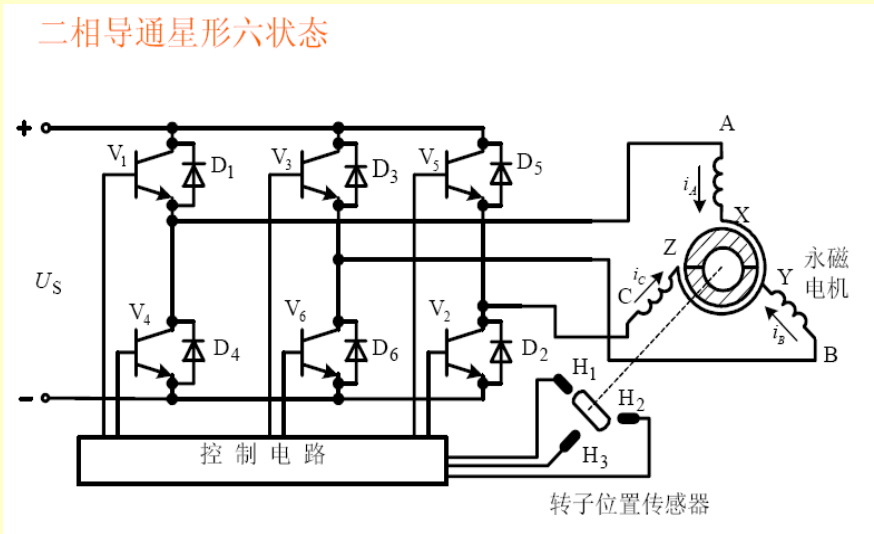 二相导通星形六状态
+
A
V1
D1
V3
D3
V5
D5
iA
X
Z
永磁
电机
US
iC
C
Y
iB
B
V4
D4
V6
D6
V2
D2
H1
H2
H3
-
控制电路
转子位置传感器